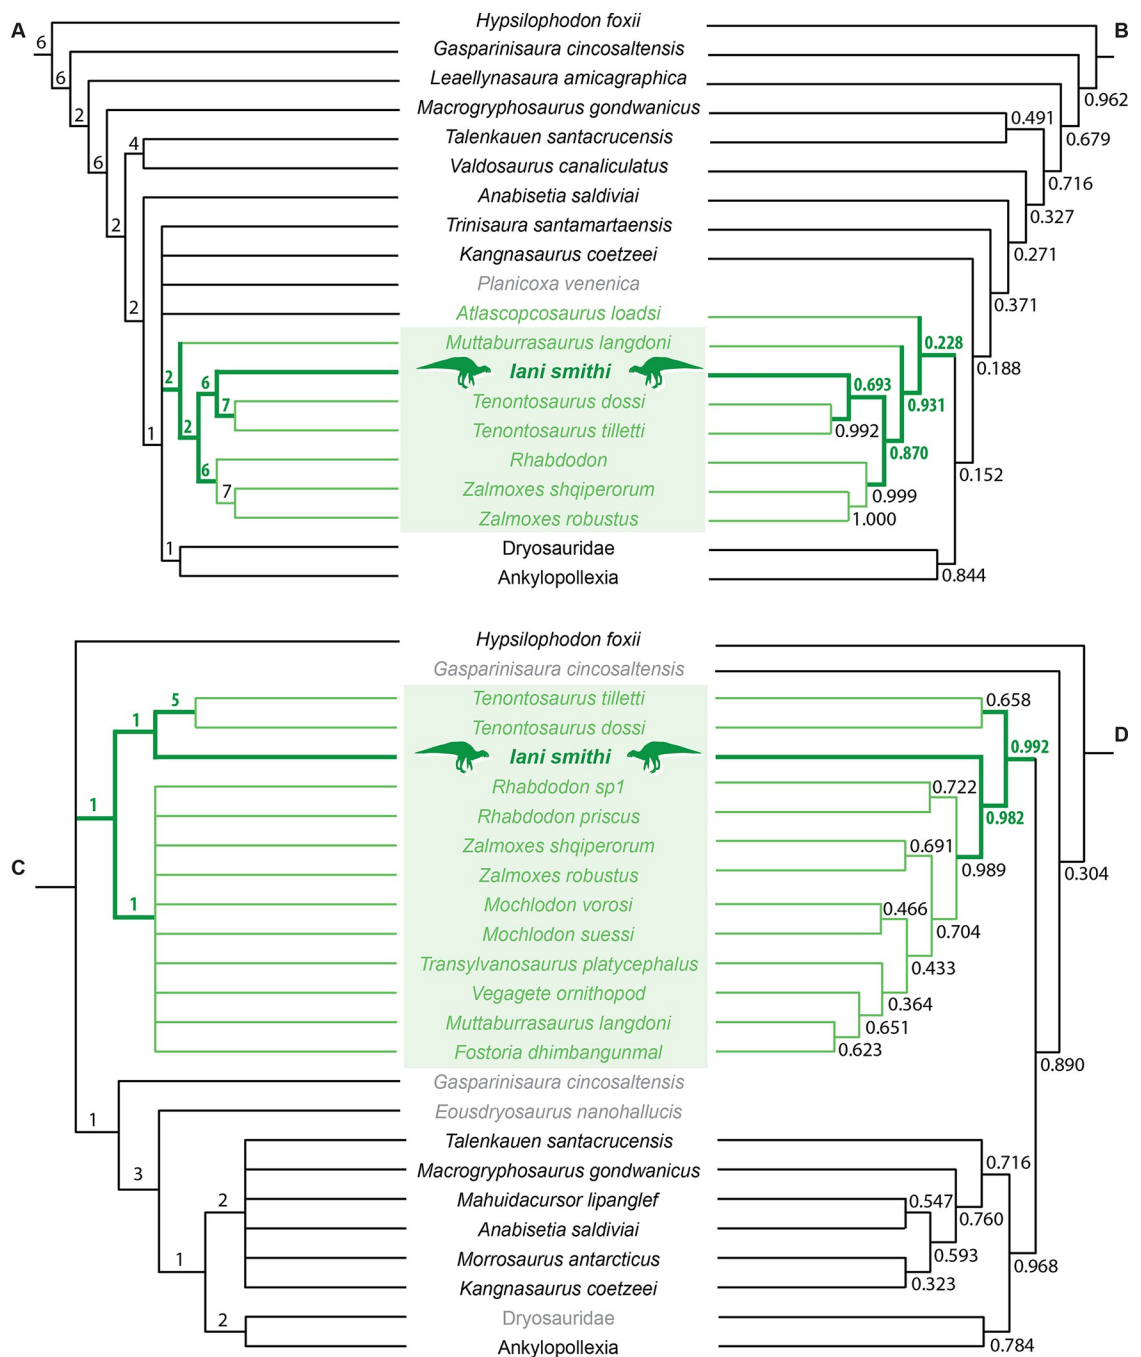 A
B
6
Hypsilophodon foxii
6
Gasparinisaura cincosaltensis
0.962
2
Leaellynasaura amicagraphica
0.679
6
Macrogryphosaurus gondwanicus
0.491
4
Talenkauen santacrucensis
0.716
Valdosaurus canaliculatus
0.327
2
Anabisetia saldiviai
0.271
Trinisaura santamartaensis
Kangnasaurus coetzeei
0.371
Planicoxa venenica
2
Atlascopcosaurus loadsi
0.228
Muttaburrasaurus langdoni
0.188
2
6
Iani smithi
0.693
7
Tenontosaurus dossi
0.931
2
Tenontosaurus tilletti
0.992
1
Rhabdodon
0.870
6
0.152
7
Zalmoxes shqiperorum
0.999
Zalmoxes robustus
1.000
1
Dryosauridae
Ankylopollexia
0.844
C
D
Hypsilophodon foxii
Gasparinisaura cincosaltensis
5
Tenontosaurus tilletti
0.658
1
Tenontosaurus dossi
0.992
Iani smithi
1
Rhabdodon sp1
0.722
Rhabdodon priscus
0.982
Zalmoxes shqiperorum
0.691
Zalmoxes robustus
0.989
0.304
1
Mochlodon vorosi
0.466
Mochlodon suessi
0.704
Transylvanosaurus platycephalus
0.433
Vegagete ornithopod
0.364
Muttaburrasaurus langdoni
0.651
Fostoria dhimbangunmal
0.623
0.890
Gasparinisaura cincosaltensis
1
Eousdryosaurus nanohallucis
Talenkauen santacrucensis
0.716
3
Macrogryphosaurus gondwanicus
2
Mahuidacursor lipanglef
0.547
0.760
Anabisetia saldiviai
1
Morrosaurus antarcticus
0.593
0.968
Kangnasaurus coetzeei
0.323
2
Dryosauridae
Ankylopollexia
0.784